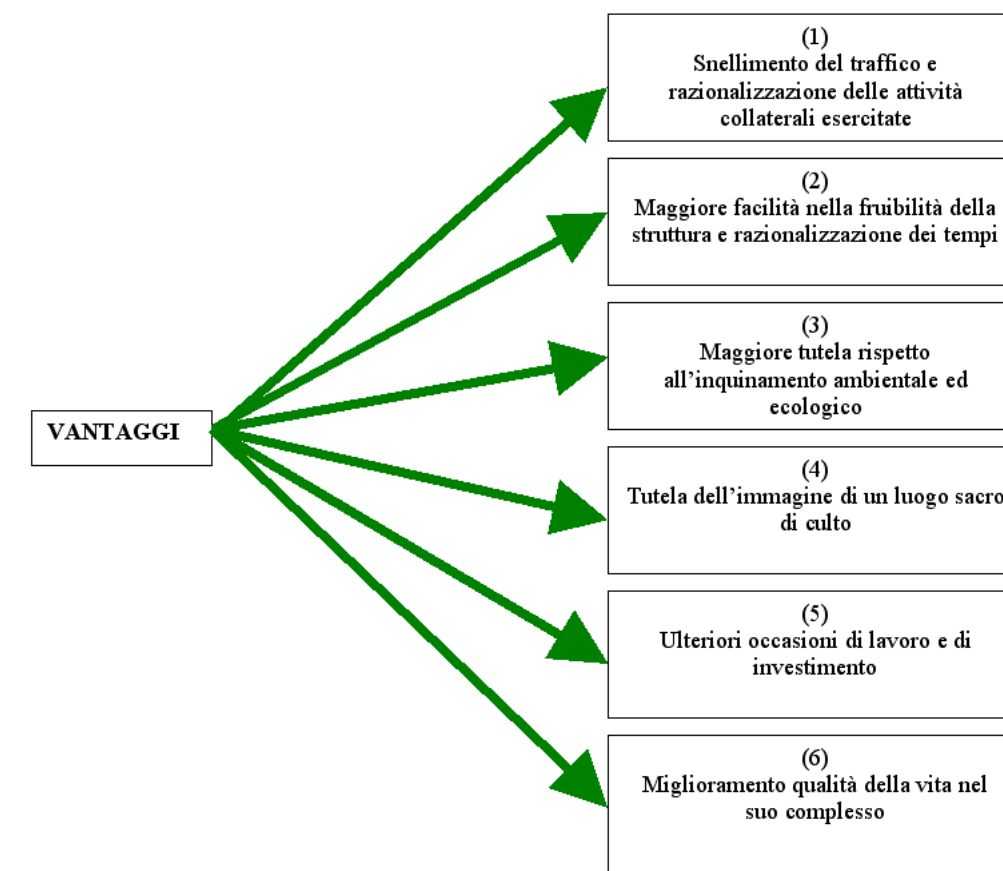 (1)
Snellimento del traffico e
razionalizzazione delle attività
collaterali esercitate
(2)
Maggiore facilità nella fruibilità della
struttura e razionalizzazione dei tempi
(3)
Maggiore tutela rispetto
all’inquinamento ambientale ed
ecologico
VANTAGGI
(4)
Tutela dell’immagine di un luogo sacro
di culto
(5)
Ulteriori occasioni di lavoro e di
investimento
(6)
Miglioramento qualità della vita nel
suo complesso